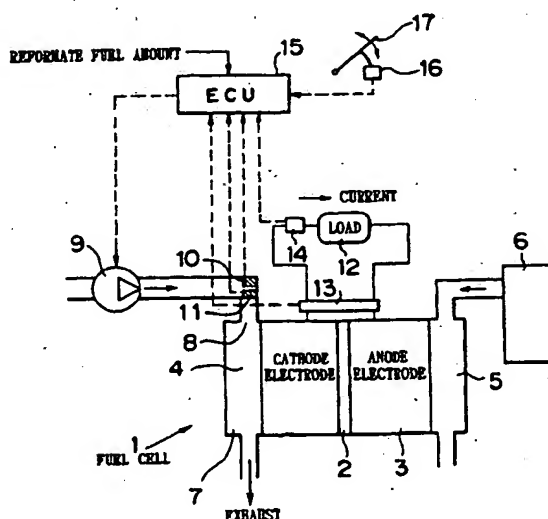 17
15
REFORMATE FUEL AMOUNT
16
ECU
CURRENT
9
10
14
LOAD
12
6
13
11
8
4
CATHODE
ELECTRODE
ANODE
ELECTRODE
5
1
FUEL CELL
7
2
3
EXHAUST